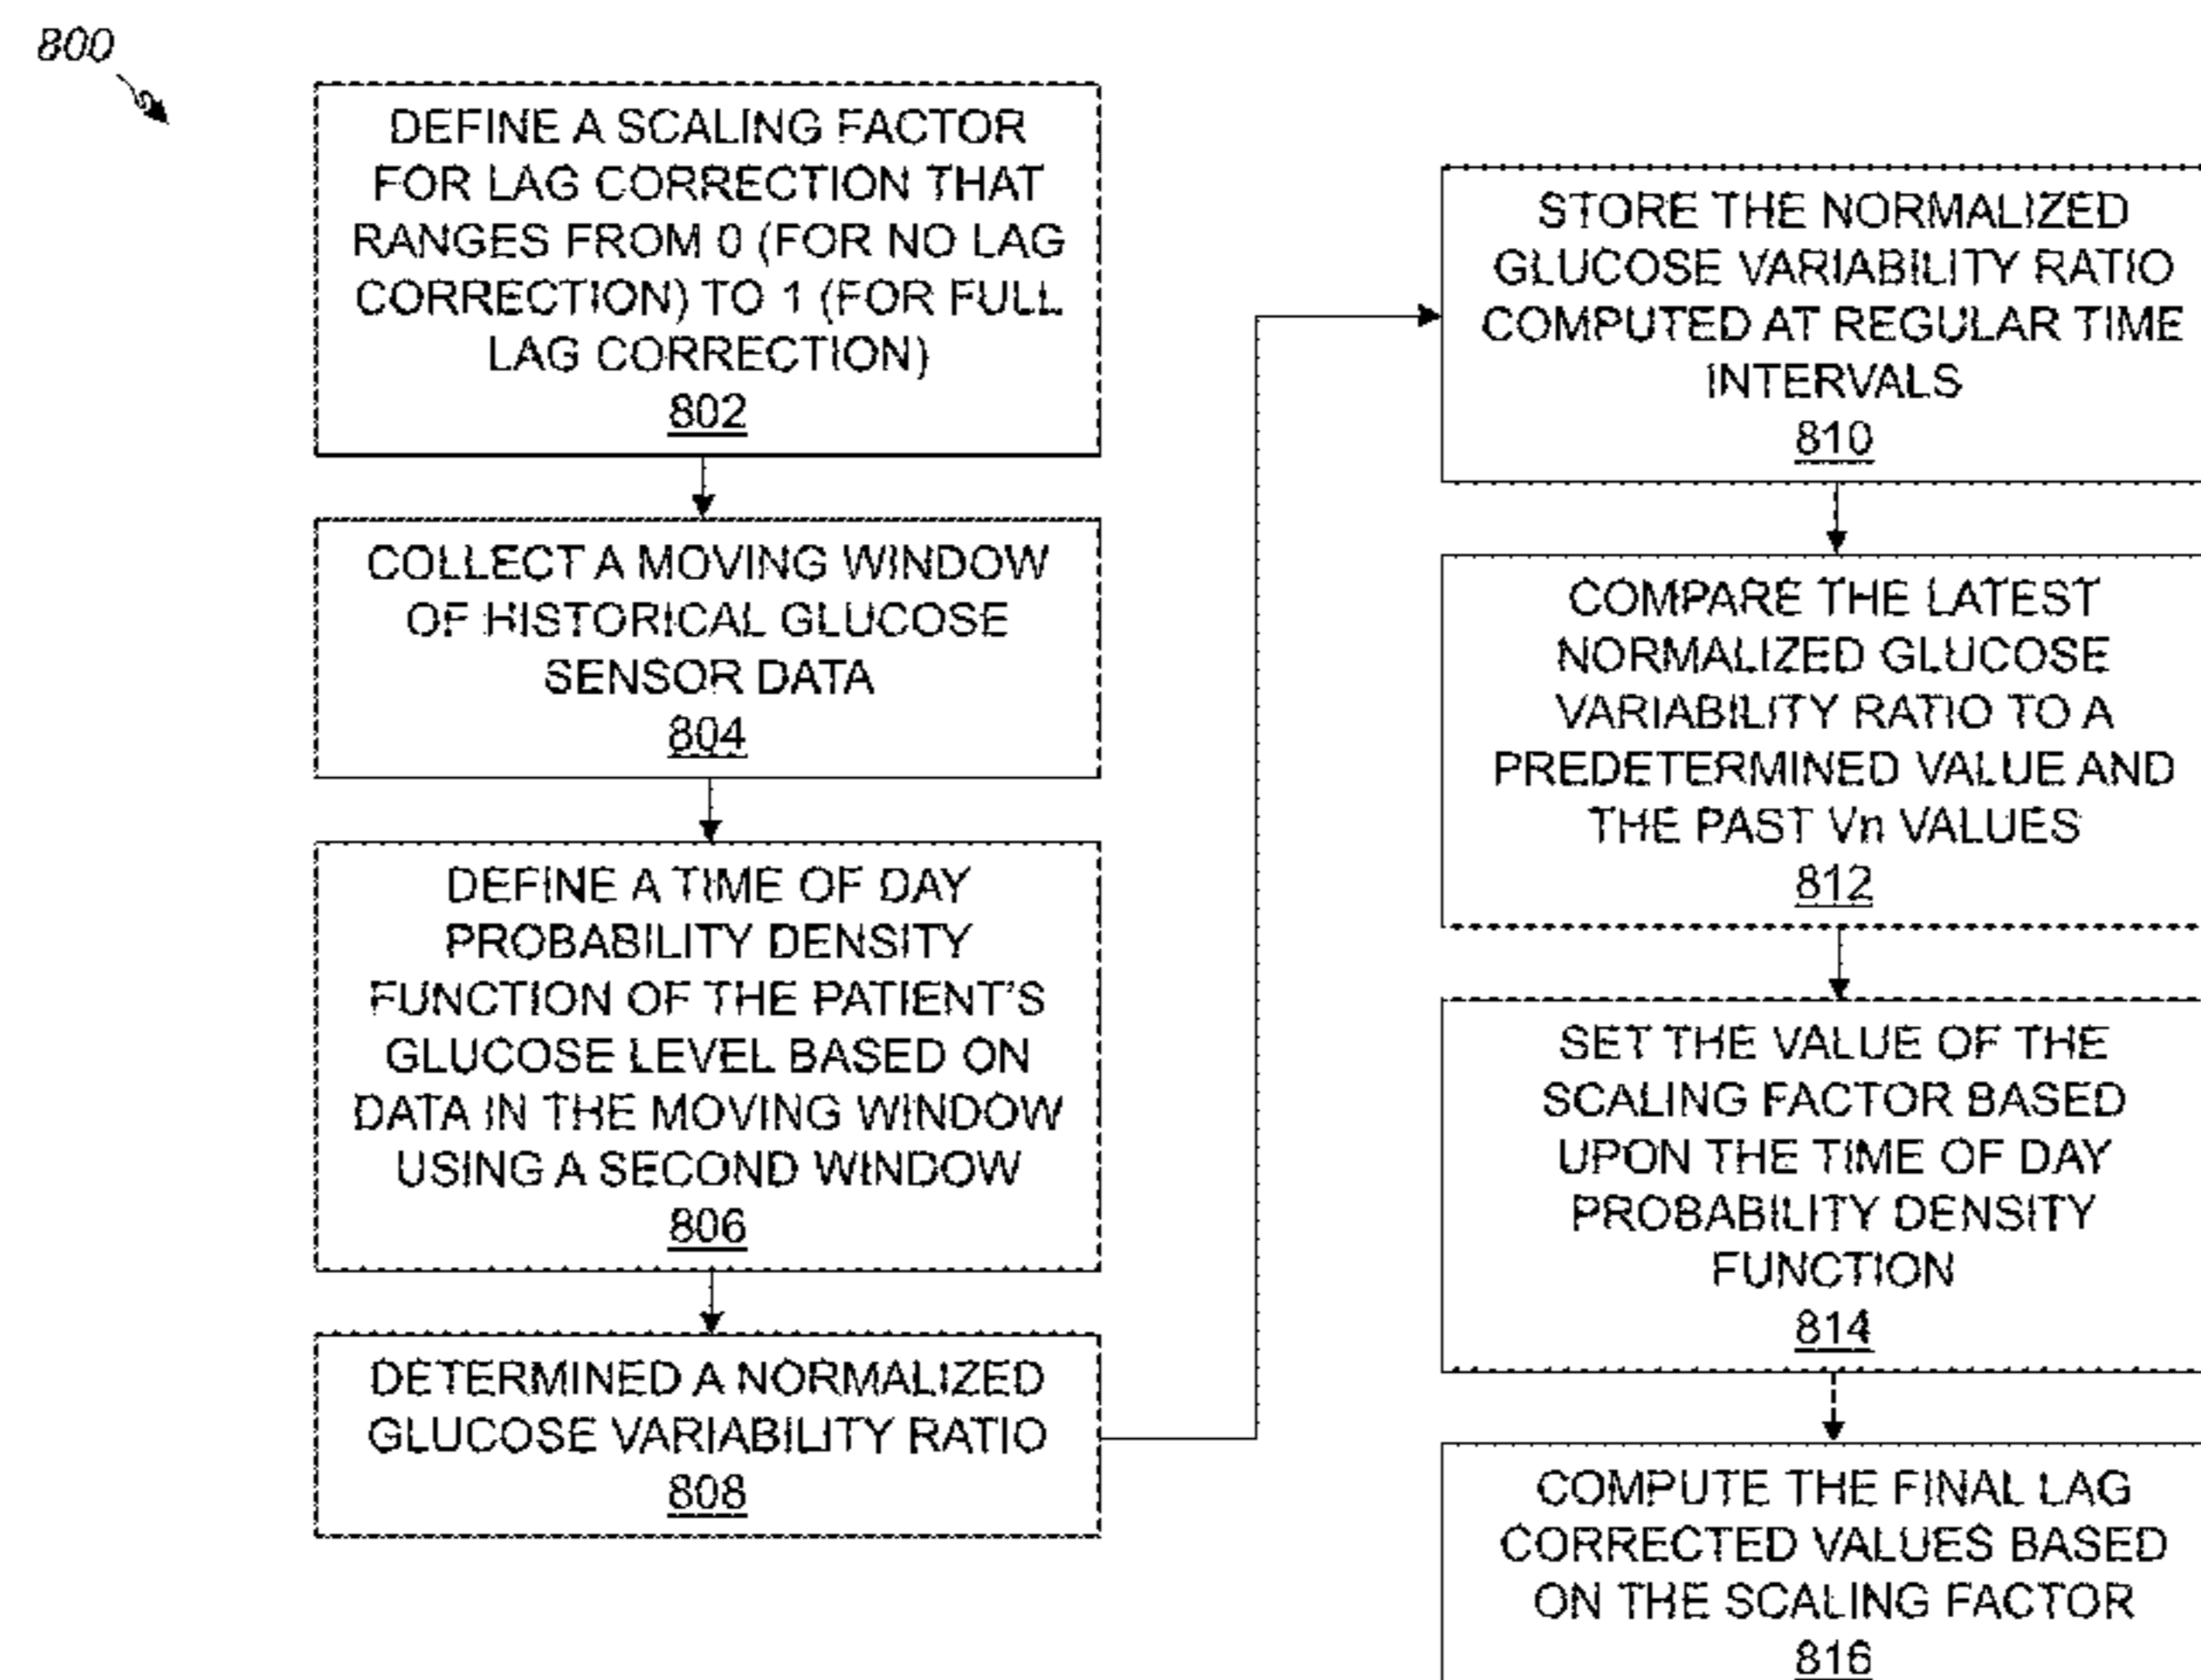 800
DEFINE A SCALING FACTOR
FOR LAG CORRECTION THAT
RANGES FROM 0 (FOR NO LAG
CORRECTION) TO 1 (FOR FULL
LAG CORRECTION)
802
COLLECT A MOVING WINDOW
OF HISTORICAL GLUCOSE
SENSOR DATA
804
DEFINE A TIME OF DAY
PROBABILITY DENSITY
FUNCTION OF THE PATIENT'S
GLUCOSE LEVEL BASED ON
DATA IN THE MOVING WINDOW
USING A SECOND WINDOW
806
DETERMINED A NORMALIZED
GLUCOSE VARIABILITY RATIO
808
STORE THE NORMALIZED
GLUCOSE VARIABILITY RATIO
COMPUTED AT REGULAR TIME
INTERVALS
810
COMPARE THE LATEST
NORMALIZED GLUCOSE
VARIABILITY RATIO TO A
PREDETERMINED VALUE AND
THE PAST Vn VALUES
812
SET THE VALUE OF THE
SCALING FACTOR BASED
UPON THE TIME OF DAY
PROBABILITY DENSITY
FUNCTION
814
COMPUTE THE FINAL LAG
CORRECTED VALUES BASED
ON THE SCALING FACTOR
816